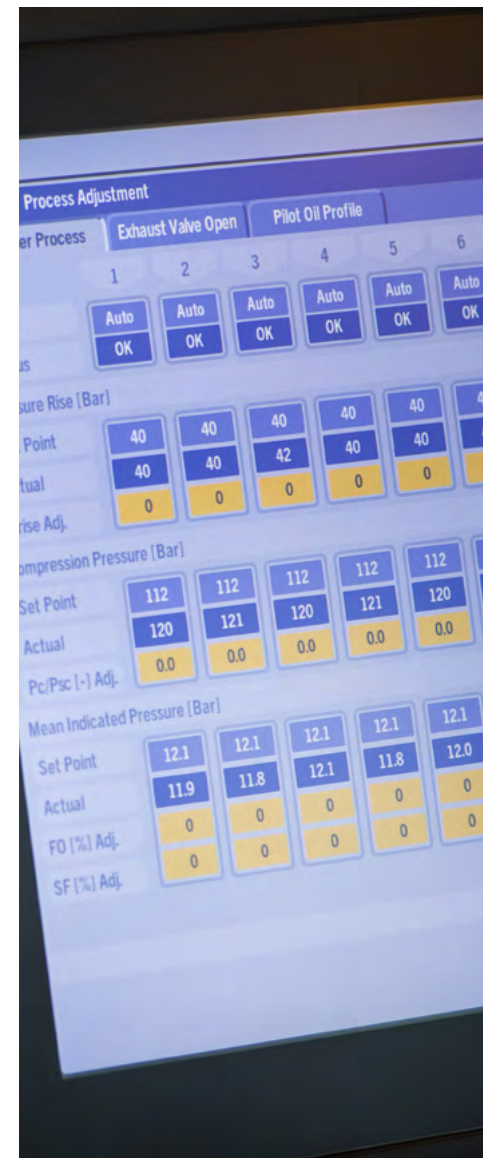 Process Adjustment
er Process Exhaust Valve Open Pilot Oil Profile
1 2 3 4 5 6
Auto Auto Auto Auto Auto Auto
us OK OK OK OK OK OK
sure Rise [Bar]
Point 40 40 40 40 40
tual 40 40 42 40 40
rise Adj. 0 0 0 0 0
ompression Pressure [Bar]
Set Point 112 112 112 112 112
Actual 120 121 120 121 120
Pc/Psc [-] Adj. 0.0 0.0 0.0 0.0 0.0
Mean Indicated Pressure [Bar]
Set Point 12.1 12.1 12.1 12.1 12.1
Actual 11.9 11.8 12.1 11.8 12.0
FO [%] Adj. 0 0 0 0 0
SF [%] Adj. 0 0 0 0 0